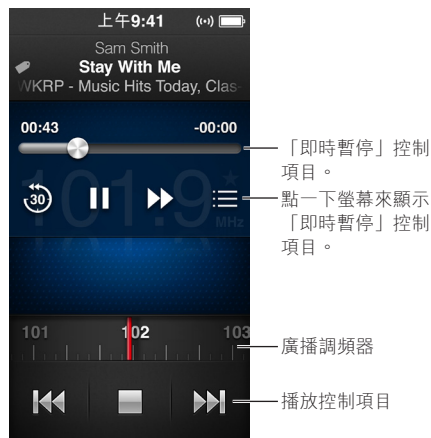 上午9:41
Sam Smith
Stay With Me
WKRP - Music Hits Today, Clas
00:43
-00:00
「即時暫停」控制
項目。
30
101.9
MHz
點一下螢幕來顯示
「即時暫停」控制
項目。
101
102
103
廣播調頻器
播放控制項目